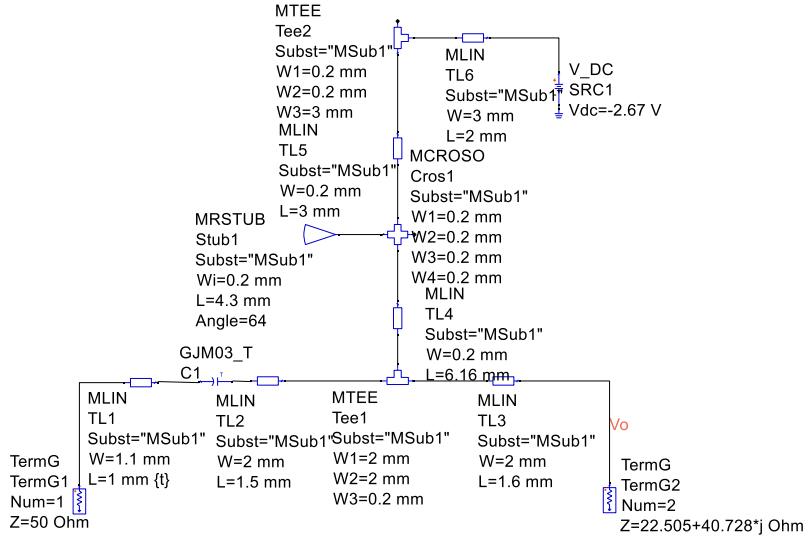 MTEE
Tee2
Subst="MSub1"
W1=0.2 mm
W2=0.2 mm
W3=3 mm
MLIN
TL6
Subst="MSub1"
W=3 mm
L=2 mm
V_DC
SRC1
Vdc=-2.67 V
MLIN
TL5
Subst="MSub1"
W=0.2 mm
L=3 mm
MCROSO
Cros1
Subst="MSub1"
W1=0.2 mm
W2=0.2 mm
W3=0.2 mm
W4=0.2 mm
MRSTUB
Stub1
Subst="MSub1"
Wi=0.2 mm
L=4.3 mm
Angle=64
MLIN
TL4
Subst="MSub1"
W=0.2 mm
L=6.16 mm
GJM03_T
C1
T
MLIN
TL1
Subst="MSub1"
W=1.1 mm
L=1 mm {t}
MLIN
TL2
Subst="MSub1"
W=2 mm
L=1.5 mm
MTEE
Tee1
Subst="MSub1"
W1=2 mm
W2=2 mm
W3=0.2 mm
MLIN
TL3
Subst="MSub1"
W=2 mm
L=1.6 mm
Vo
TermG
TermG1
Num=1
Z=50 Ohm
TermG
TermG2
Num=2
Z=22.505+40.728*j Ohm